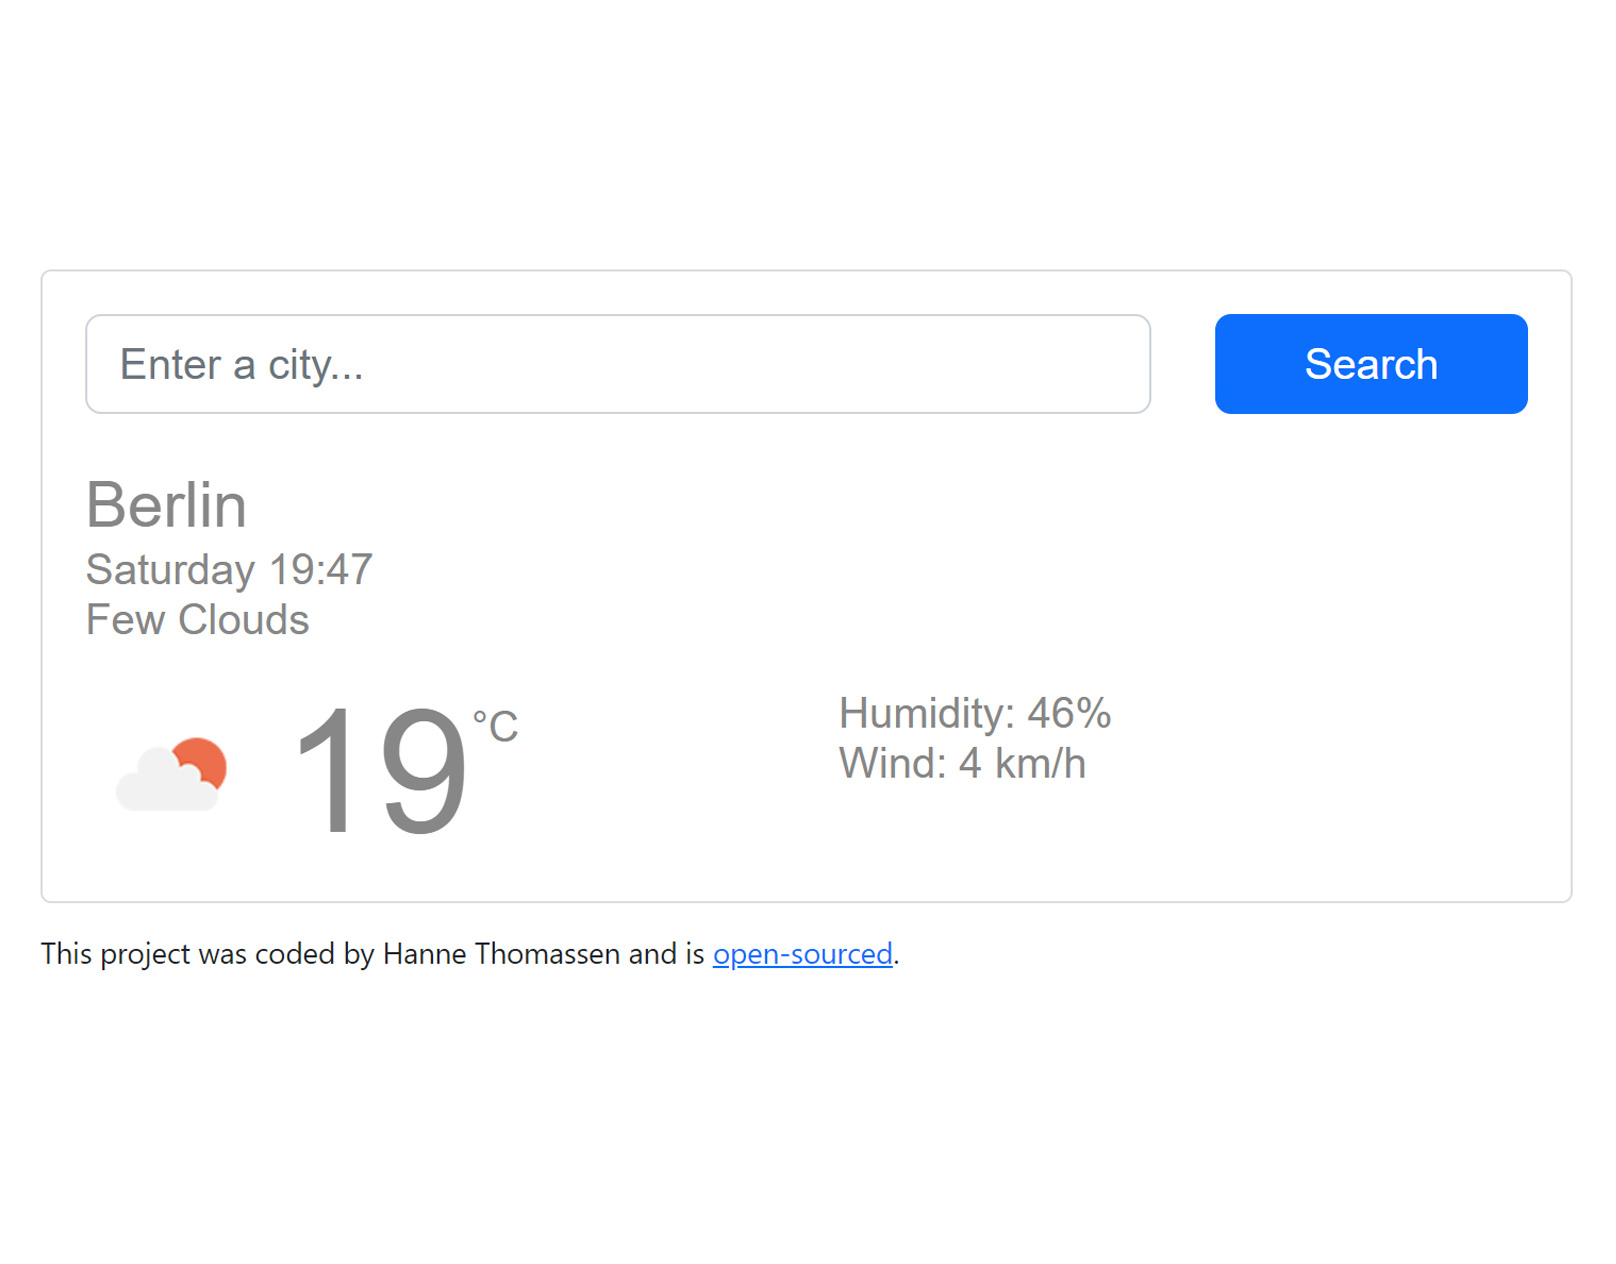 Enter a city...
Search
Berlin
Saturday 19:47
Few Clouds
19 °C
Humidity: 46%
Wind: 4 km/h
This project was coded by Hanne Thomassen and is open-sourced.